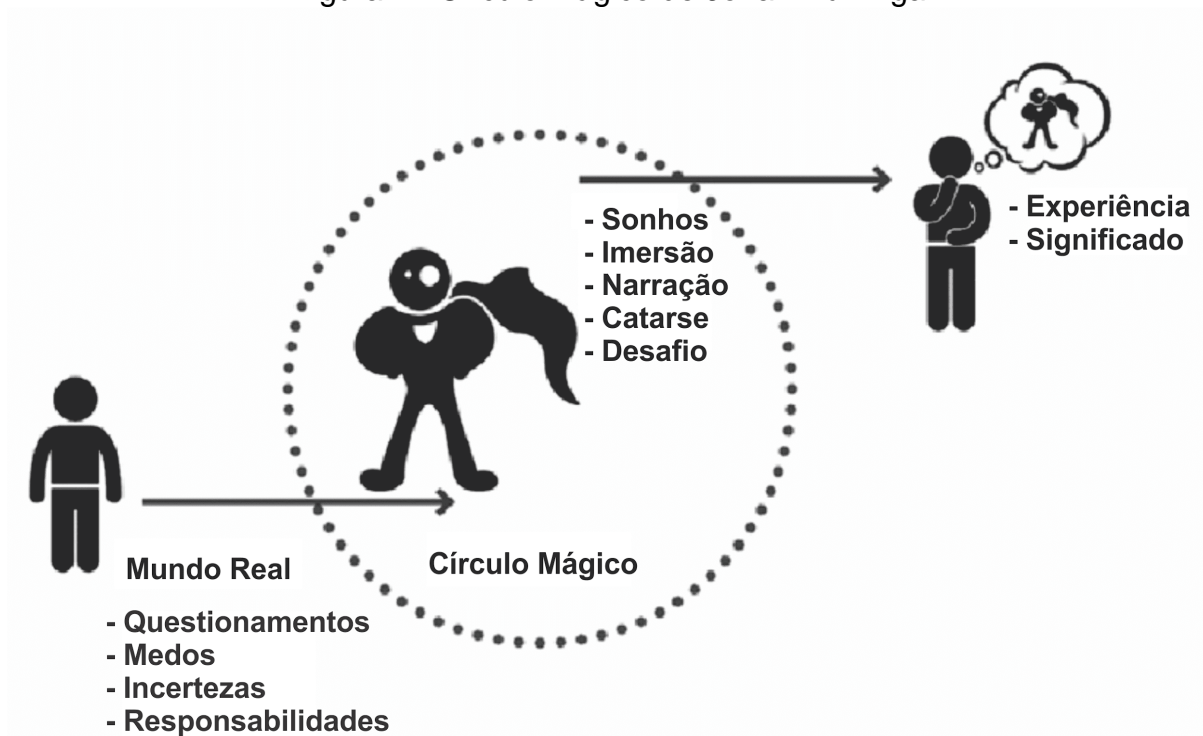 - Sonhos
- Imersão
- Narração
- Catarse
- Desafio
- Experiência
- Significado
Mundo Real
Círculo Mágico
- Questionamentos
- Medos
- Incertezas
- Responsabilidades